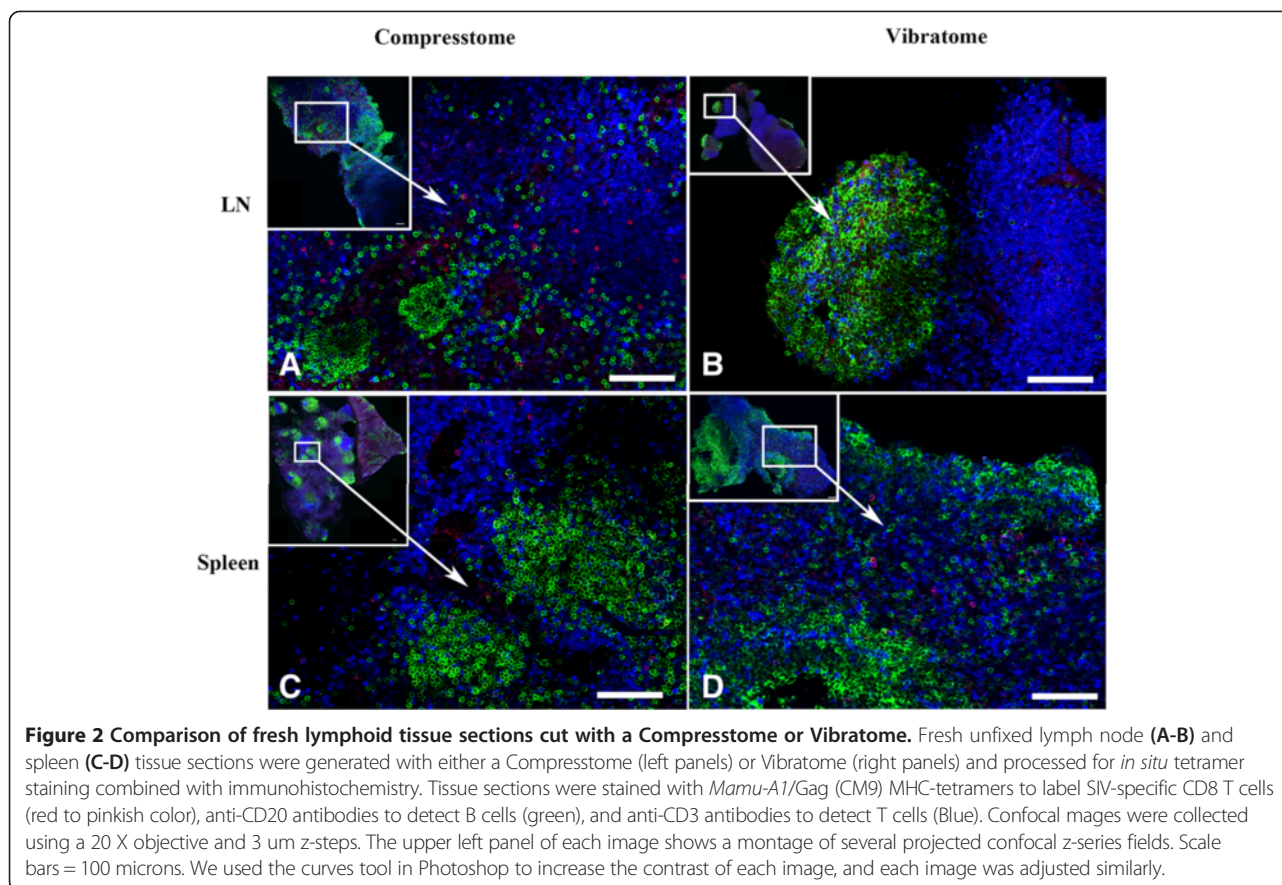 Compresstome
Vibratome
LN
A
B
Spleen
C
D
Figure 2 Comparison of fresh lymphoid tissue sections cut with a Compresstome or Vibratome. Fresh unfixed lymph node (A-B) and
spleen (C-D) tissue sections were generated with either a Compresstome (left panels) or Vibratome (right panels) and processed for in situ tetramer
staining combined with immunohistochemistry. Tissue sections were stained with Mamu-A1/Gag (CM9) MHC-tetramers to label SIV-specific CD8 T cells
(red to pinkish color), anti-CD20 antibodies to detect B cells (green), and anti-CD3 antibodies to detect T cells (Blue). Confocal mages were collected
using a 20 X objective and 3 um z-steps. The upper left panel of each image shows a montage of several projected confocal z-series fields. Scale
bars = 100 microns. We used the curves tool in Photoshop to increase the contrast of each image, and each image was adjusted similarly.